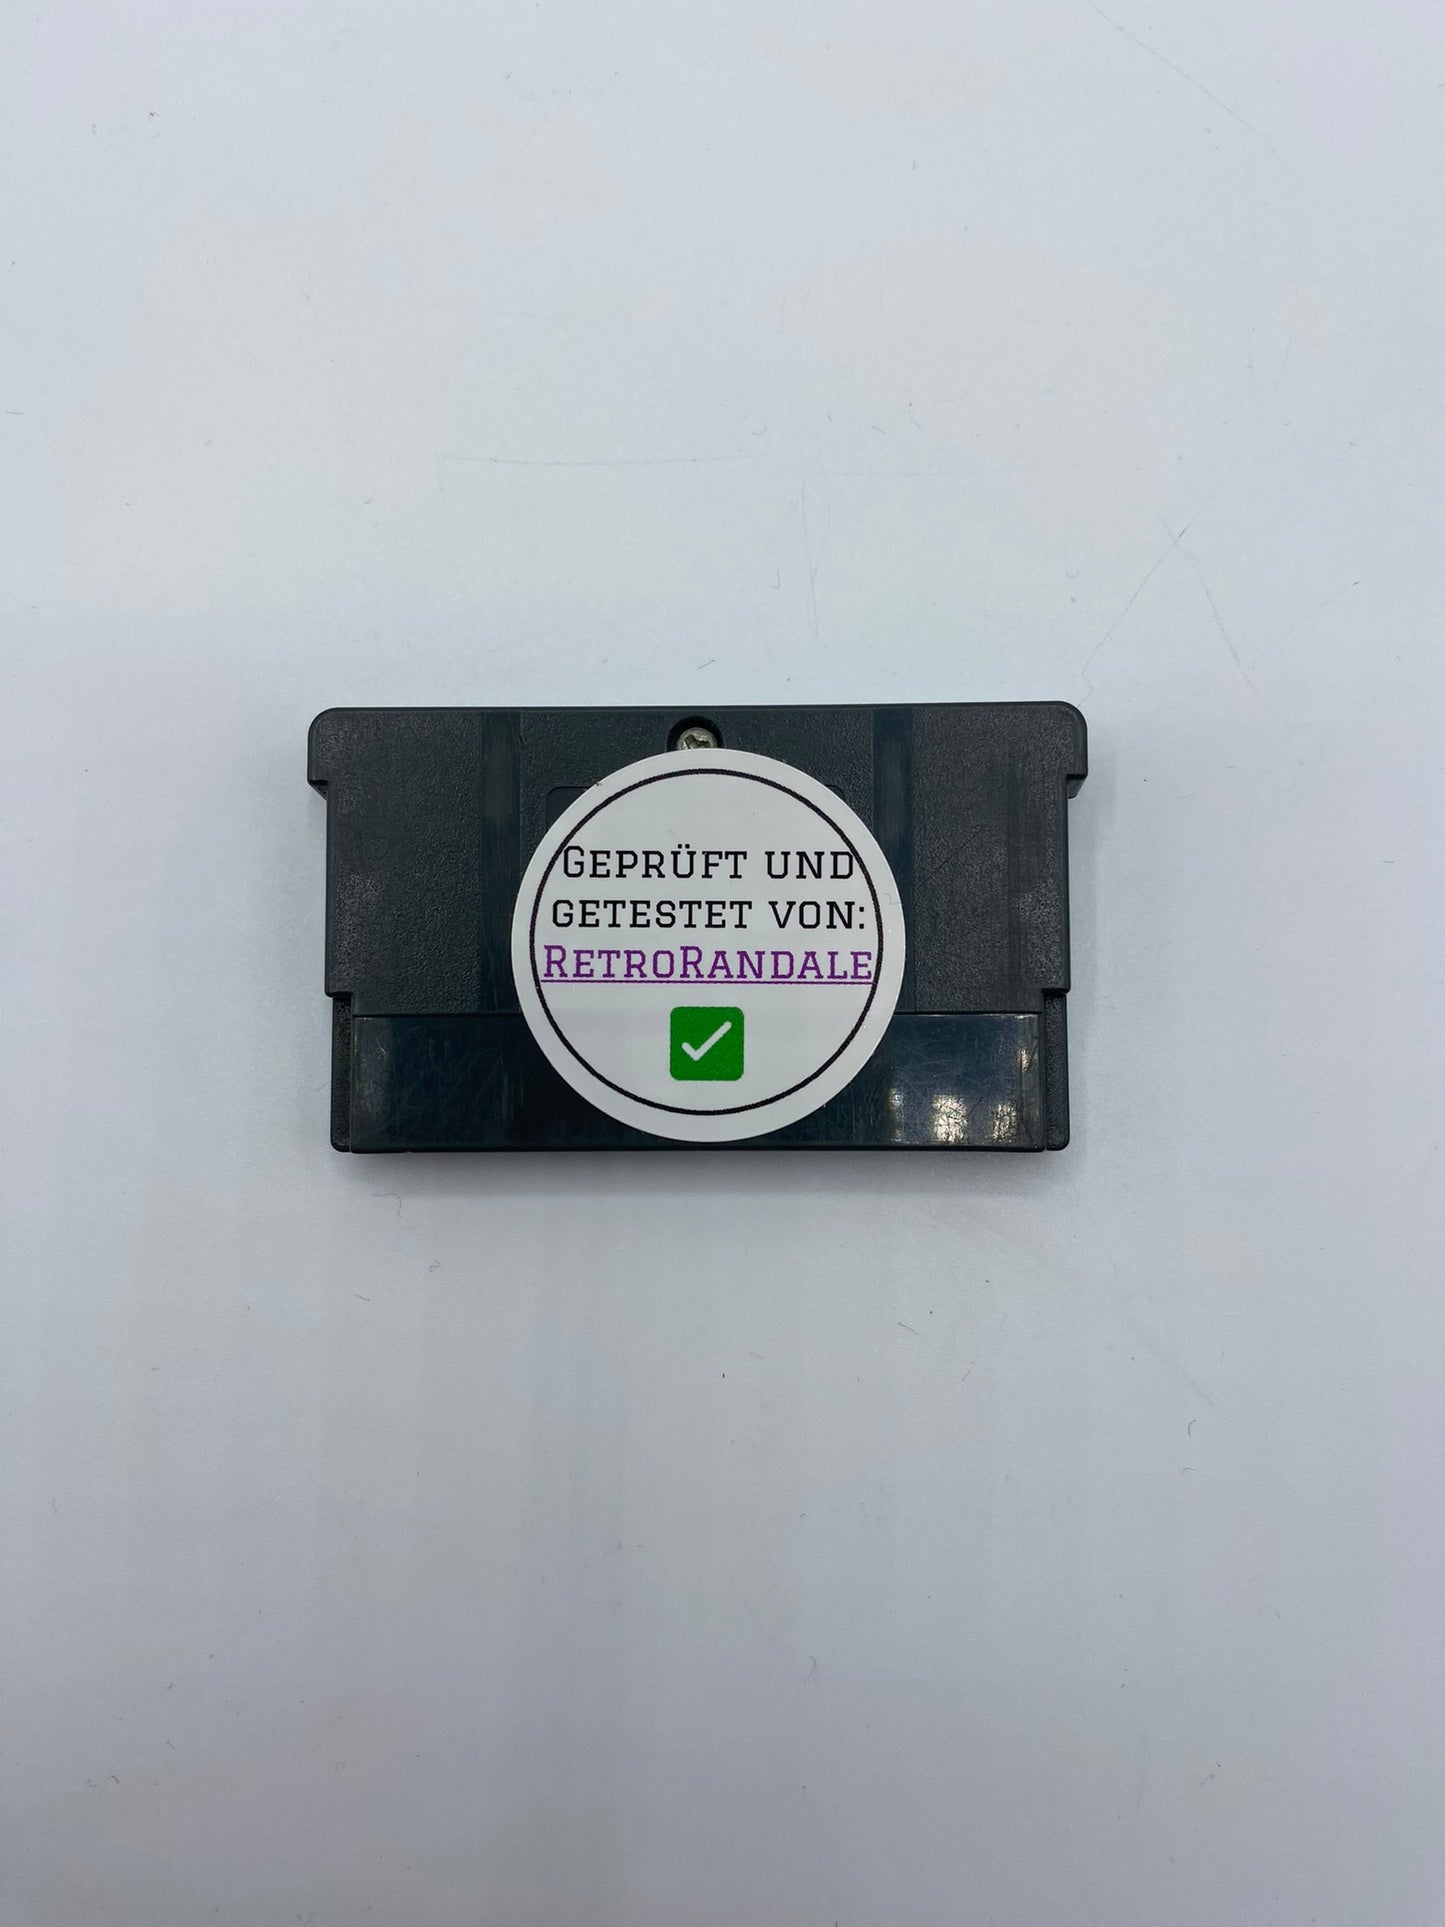 GEPRÜFT UND
GETESTET VON:
RETRORANDALE